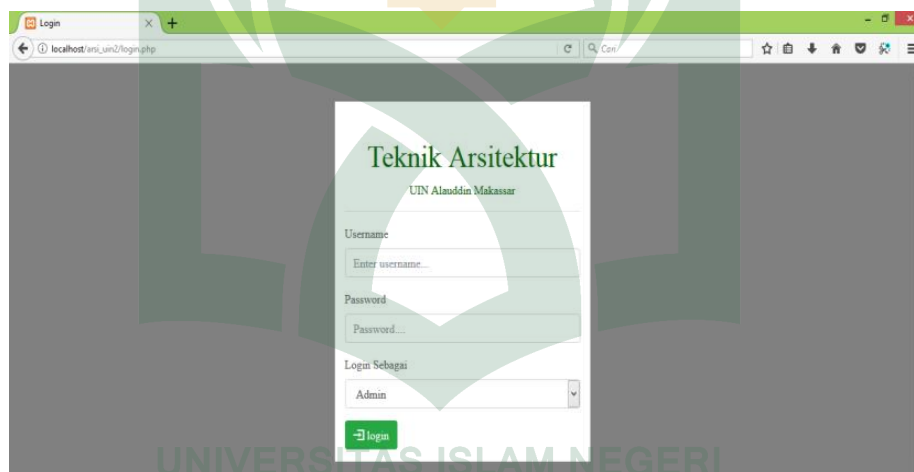 Login
localhost/arsi_uin2/login.php
Cari
Teknik Arsitektur
UIN Alauddin Makassar
Username
Enter username...
Password
Password....
Login Sebagai
Admin
login
UNIVERSITAS ISLAM NEGERI